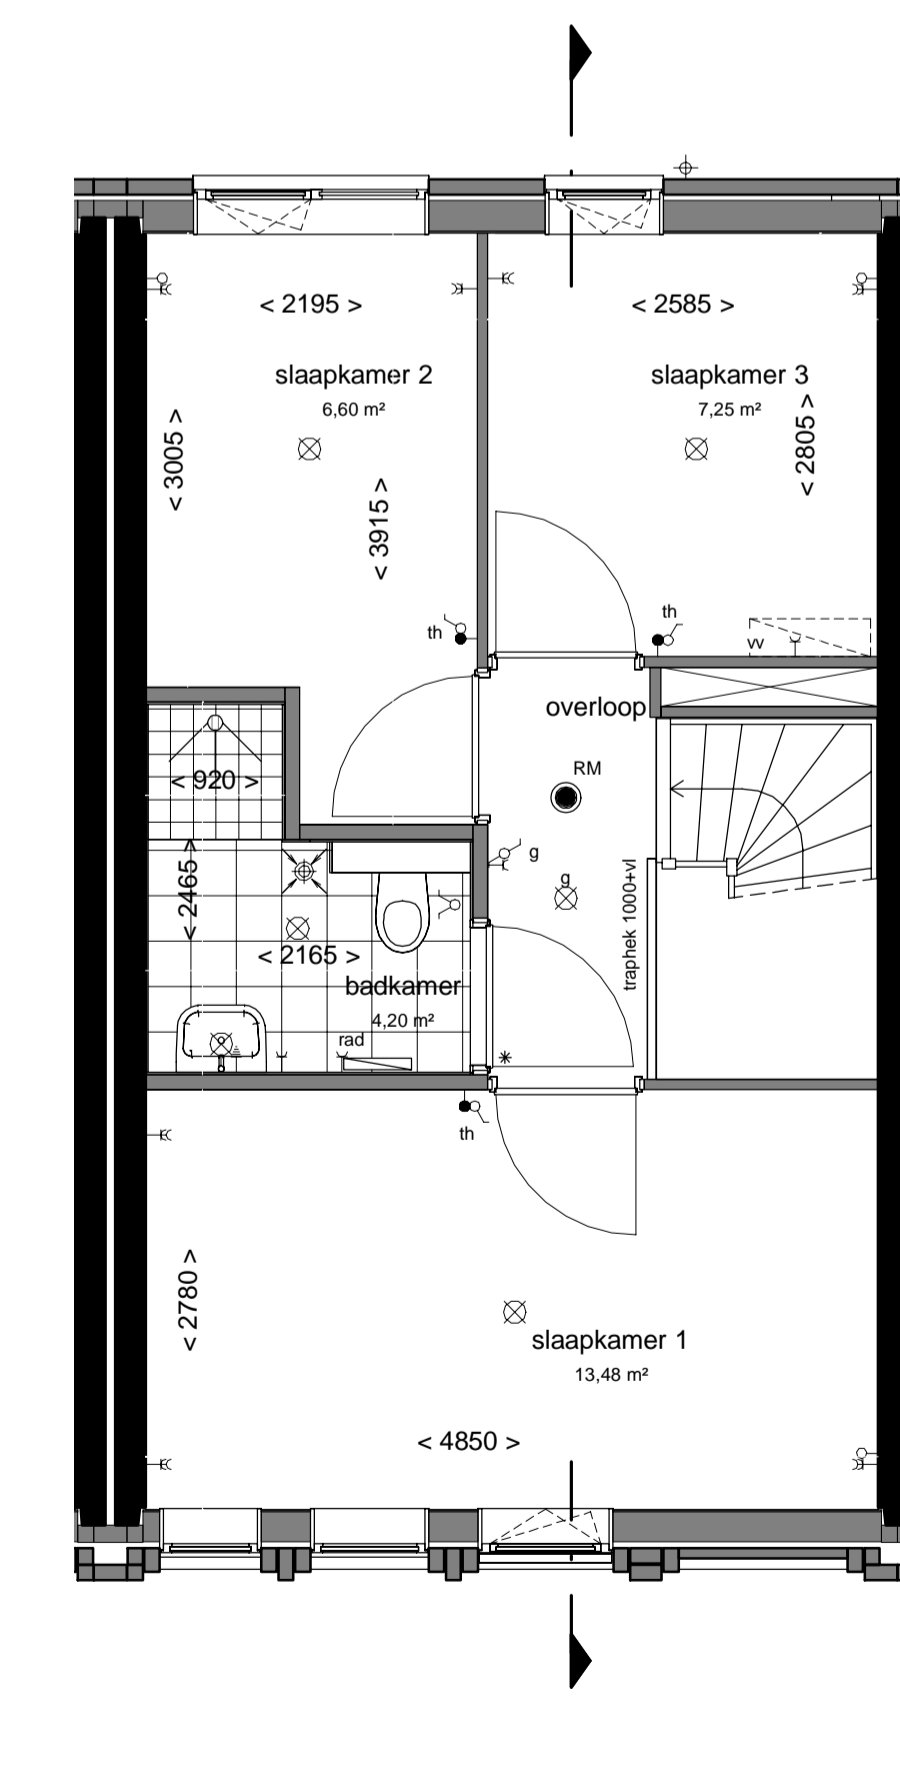 < 2195 >
< 2585 >
slaapkamer 2
6,60 m²
slaapkamer 3
7,25 m²
< 3005 >
< 3915 >
< 2805 >
th
th
vv
overloop
RM
< 920 >
< 2465 >
g
g
traphek 1000+vl
< 2165 >
badkamer
4,20 m²
rad
*
th
< 2780 >
slaapkamer 1
13,48 m²
< 4850 >